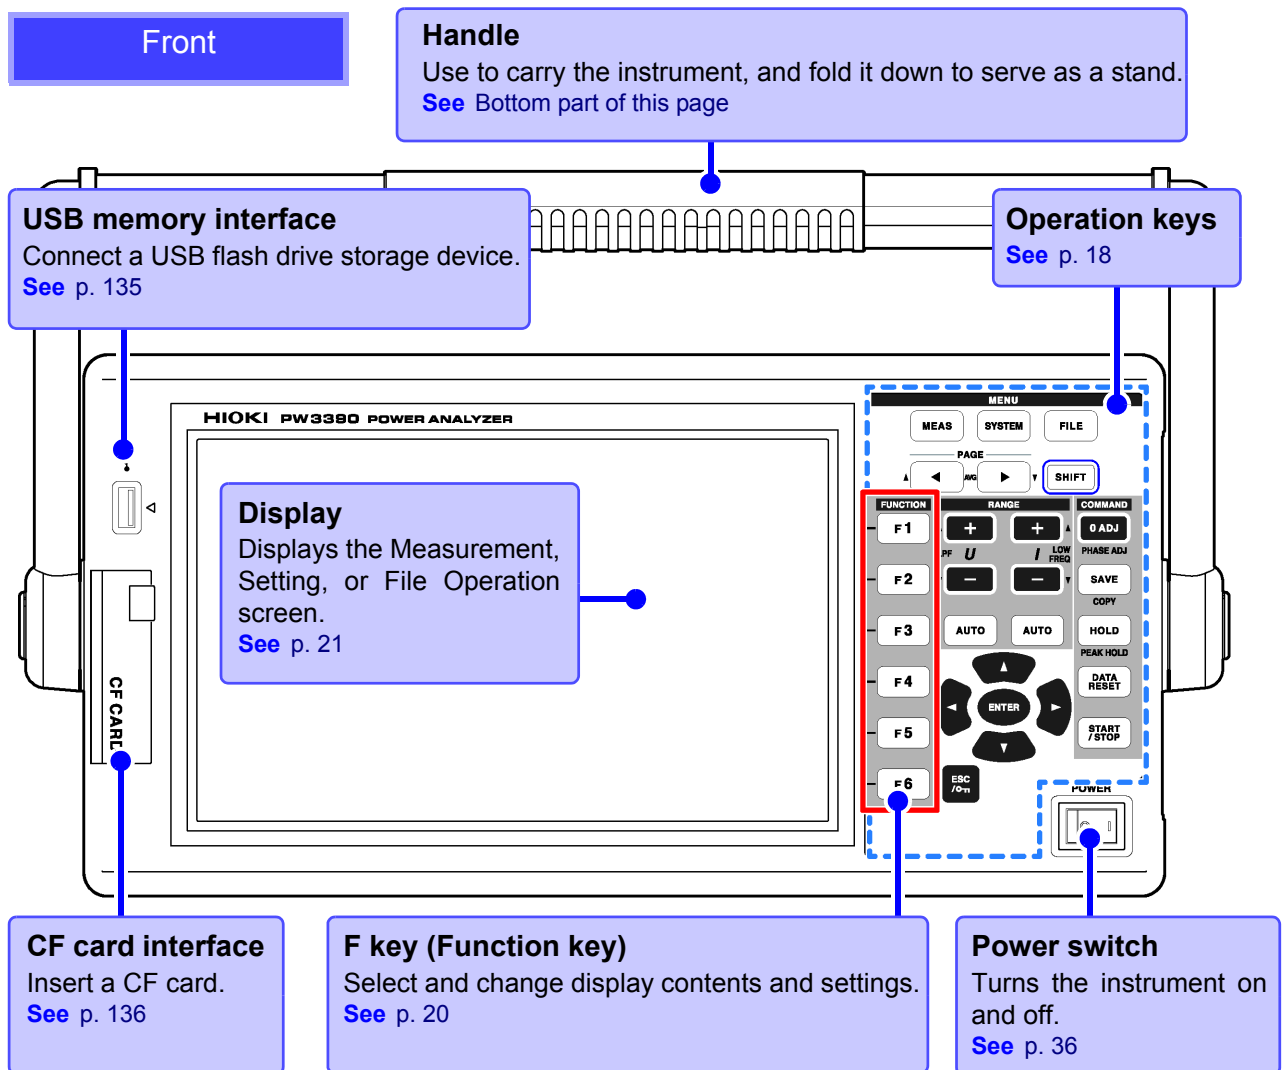 Front
Handle
Use to carry the instrument, and fold it down to serve as a stand.
See Bottom part of this page
USB memory interface
Connect a USB flash drive storage device.
See p. 135
Operation keys
See p. 18
HIOKI PW3390 POWER ANALYZER
MENU
MEAS SYSTEM FILE
PAGE
AVG
SHIFT
FUNCTION RANGE COMMAND
F1 + + 0 ADJ
U I LOW FREQ PHASE ADJ
F2 − − SAVE
COPY
F3 AUTO AUTO HOLD
PEAK HOLD
F4 DATA RESET
ENTER
F5 START /STOP
F6 ESC
POWER
Display
Displays the Measurement,
Setting, or File Operation
screen.
See p. 21
CF CARD
CF card interface
Insert a CF card.
See p. 136
F key (Function key)
Select and change display contents and settings.
See p. 20
Power switch
Turns the instrument on
and off.
See p. 36